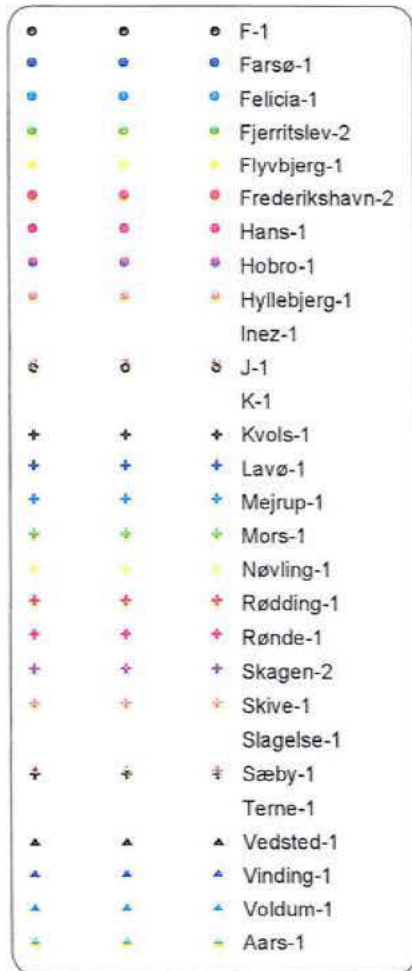 F-1
Farsø-1
Felicia-1
Fjerritslev-2
Flyvbjerg-1
Frederikshavn-2
Hans-1
Hobro-1
Hyllebjerg-1
Inez-1
J-1
K-1
Kvols-1
Lavø-1
Mejrup-1
Mors-1
Nøvling-1
Rødding-1
Rønde-1
Skagen-2
Skive-1
Slagelse-1
Sæby-1
Terne-1
Vedsted-1
Vinding-1
Voldum-1
Aars-1